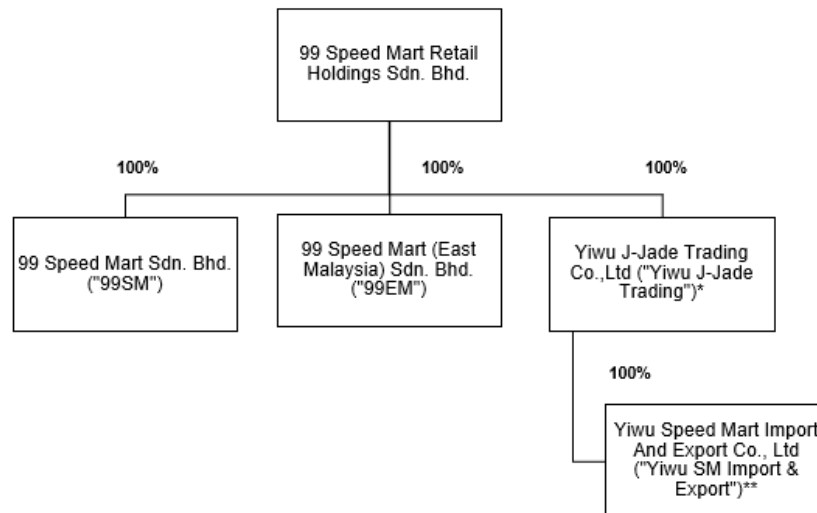 99 Speed Mart Retail
Holdings Sdn. Bhd.
100%
100%
100%
99 Speed Mart Sdn. Bhd.
("99SM")
99 Speed Mart (East
Malaysia) Sdn. Bhd.
("99EM")
Yiwu J-Jade Trading
Co.,Ltd ("Yiwu J-Jade
Trading")*
100%
Yiwu Speed Mart Import
And Export Co., Ltd
("Yiwu SM Import &
Export")**